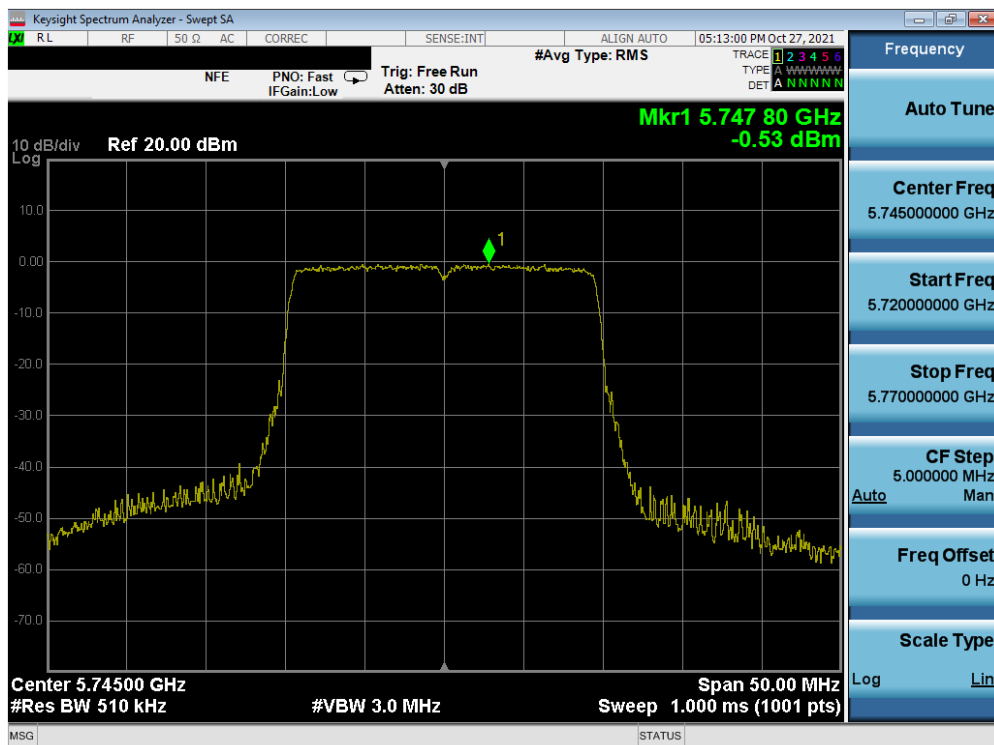 Keysight Spectrum Analyzer - Swept SA
LXI RL RF 50 Ω AC CORREC SENSE:INT ALIGN AUTO 05:13:00 PM Oct 27, 2021
#Avg Type: RMS
TRACE 1 2 3 4 5 6
TYPE A WWWWWW
DET A N N N N N
NFE
PNO: Fast
IFGain:Low
Trig: Free Run
Atten: 30 dB
Mkr1 5.747 80 GHz
-0.53 dBm
10 dB/div
Log
Ref 20.00 dBm
10.0
0.00
-10.0
-20.0
-30.0
-40.0
-50.0
-60.0
-70.0
1
Center 5.74500 GHz
Span 50.00 MHz
#Res BW 510 kHz
#VBW 3.0 MHz
Sweep 1.000 ms (1001 pts)
Frequency
Auto Tune
Center Freq
5.745000000 GHz
Start Freq
5.720000000 GHz
Stop Freq
5.770000000 GHz
CF Step
5.000000 MHz
Auto Man
Freq Offset
0 Hz
Scale Type
Log Lin
MSG
STATUS